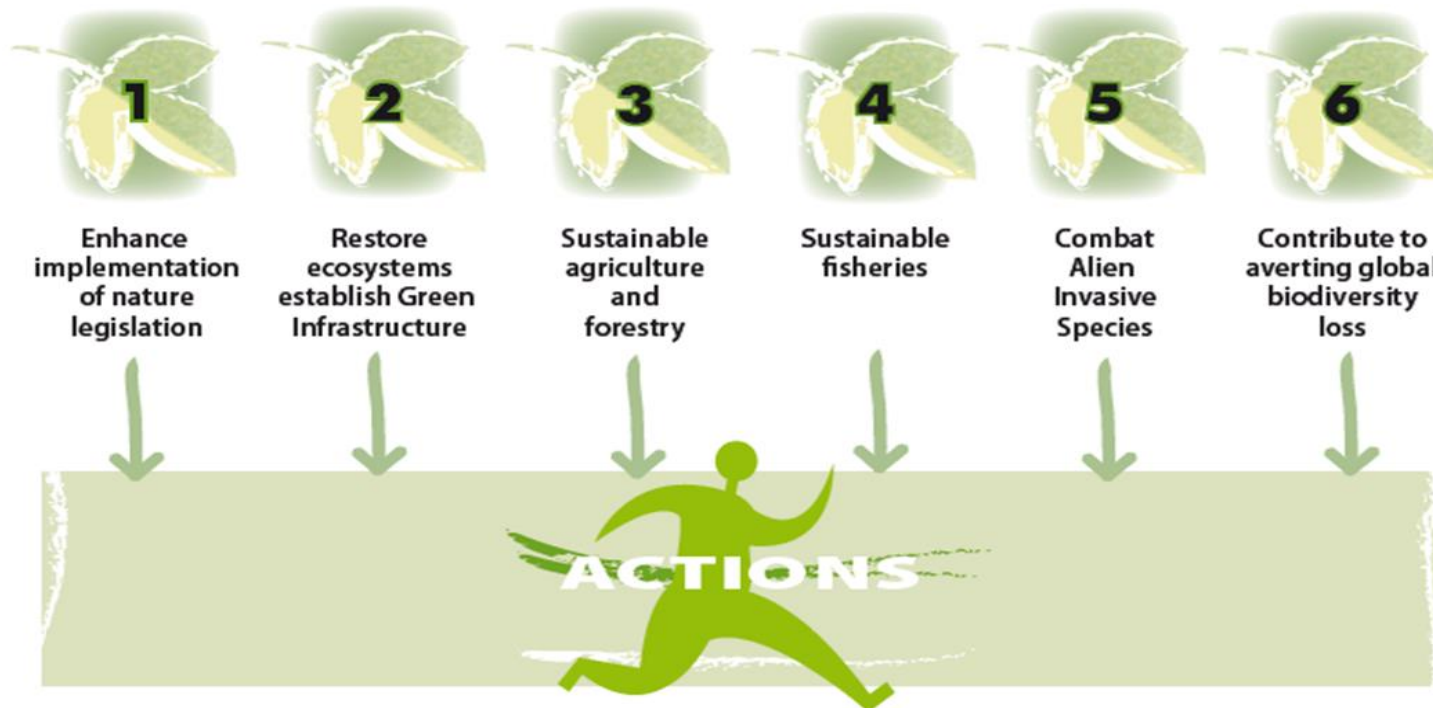 1
Enhance
implementation
of nature
legislation
2
Restore
ecosystems
establish Green
Infrastructure
3
Sustainable
agriculture
and
forestry
4
Sustainable
fisheries
5
Combat
Alien
Invasive
Species
6
Contribute to
averting global
biodiversity
loss
ACTIONS